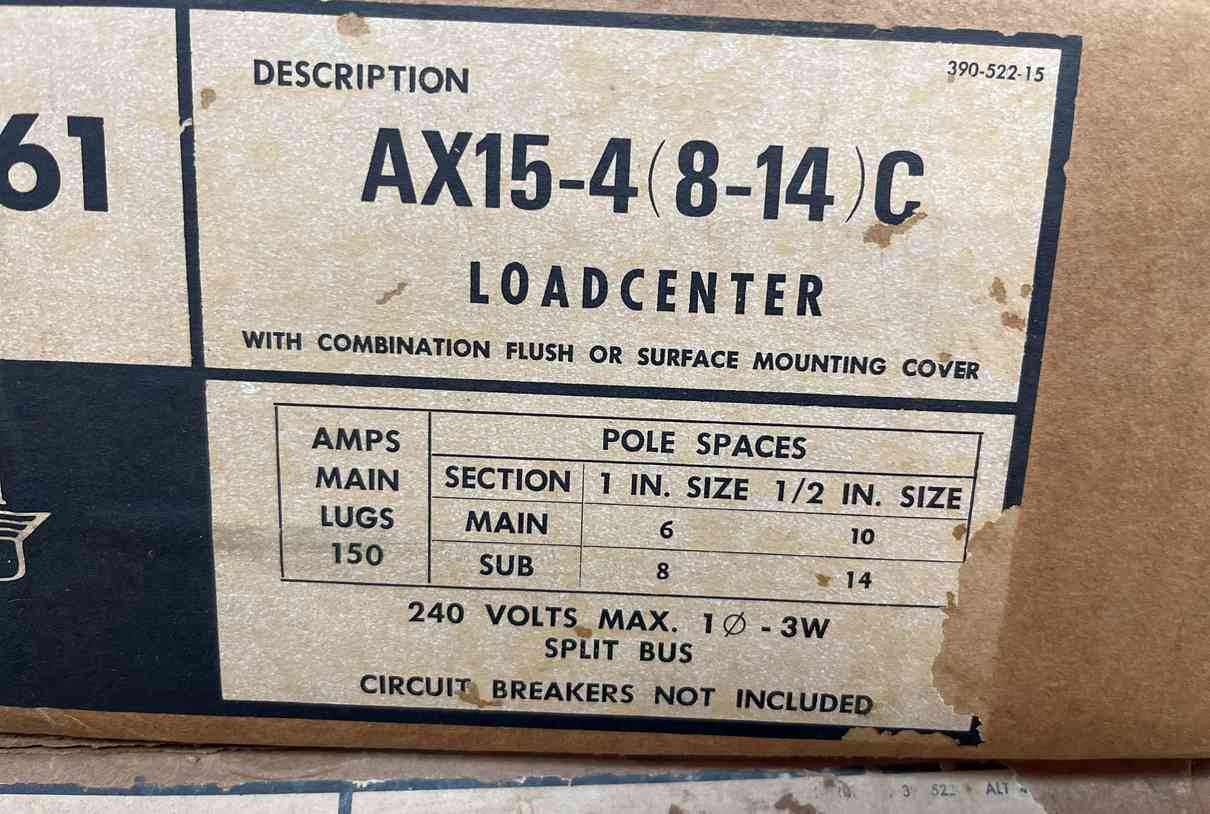 61
DESCRIPTION
390-522-15
AX15-4(8-14)C
LOADCENTER
WITH COMBINATION FLUSH OR SURFACE MOUNTING COVER
AMPS
MAIN
LUGS
150
POLE SPACES
SECTION 1 IN. SIZE 1/2 IN. SIZE
MAIN 6 10
SUB 8 14
240 VOLTS MAX. 1Ø-3W
SPLIT BUS
CIRCUIT BREAKERS NOT INCLUDED
ALT